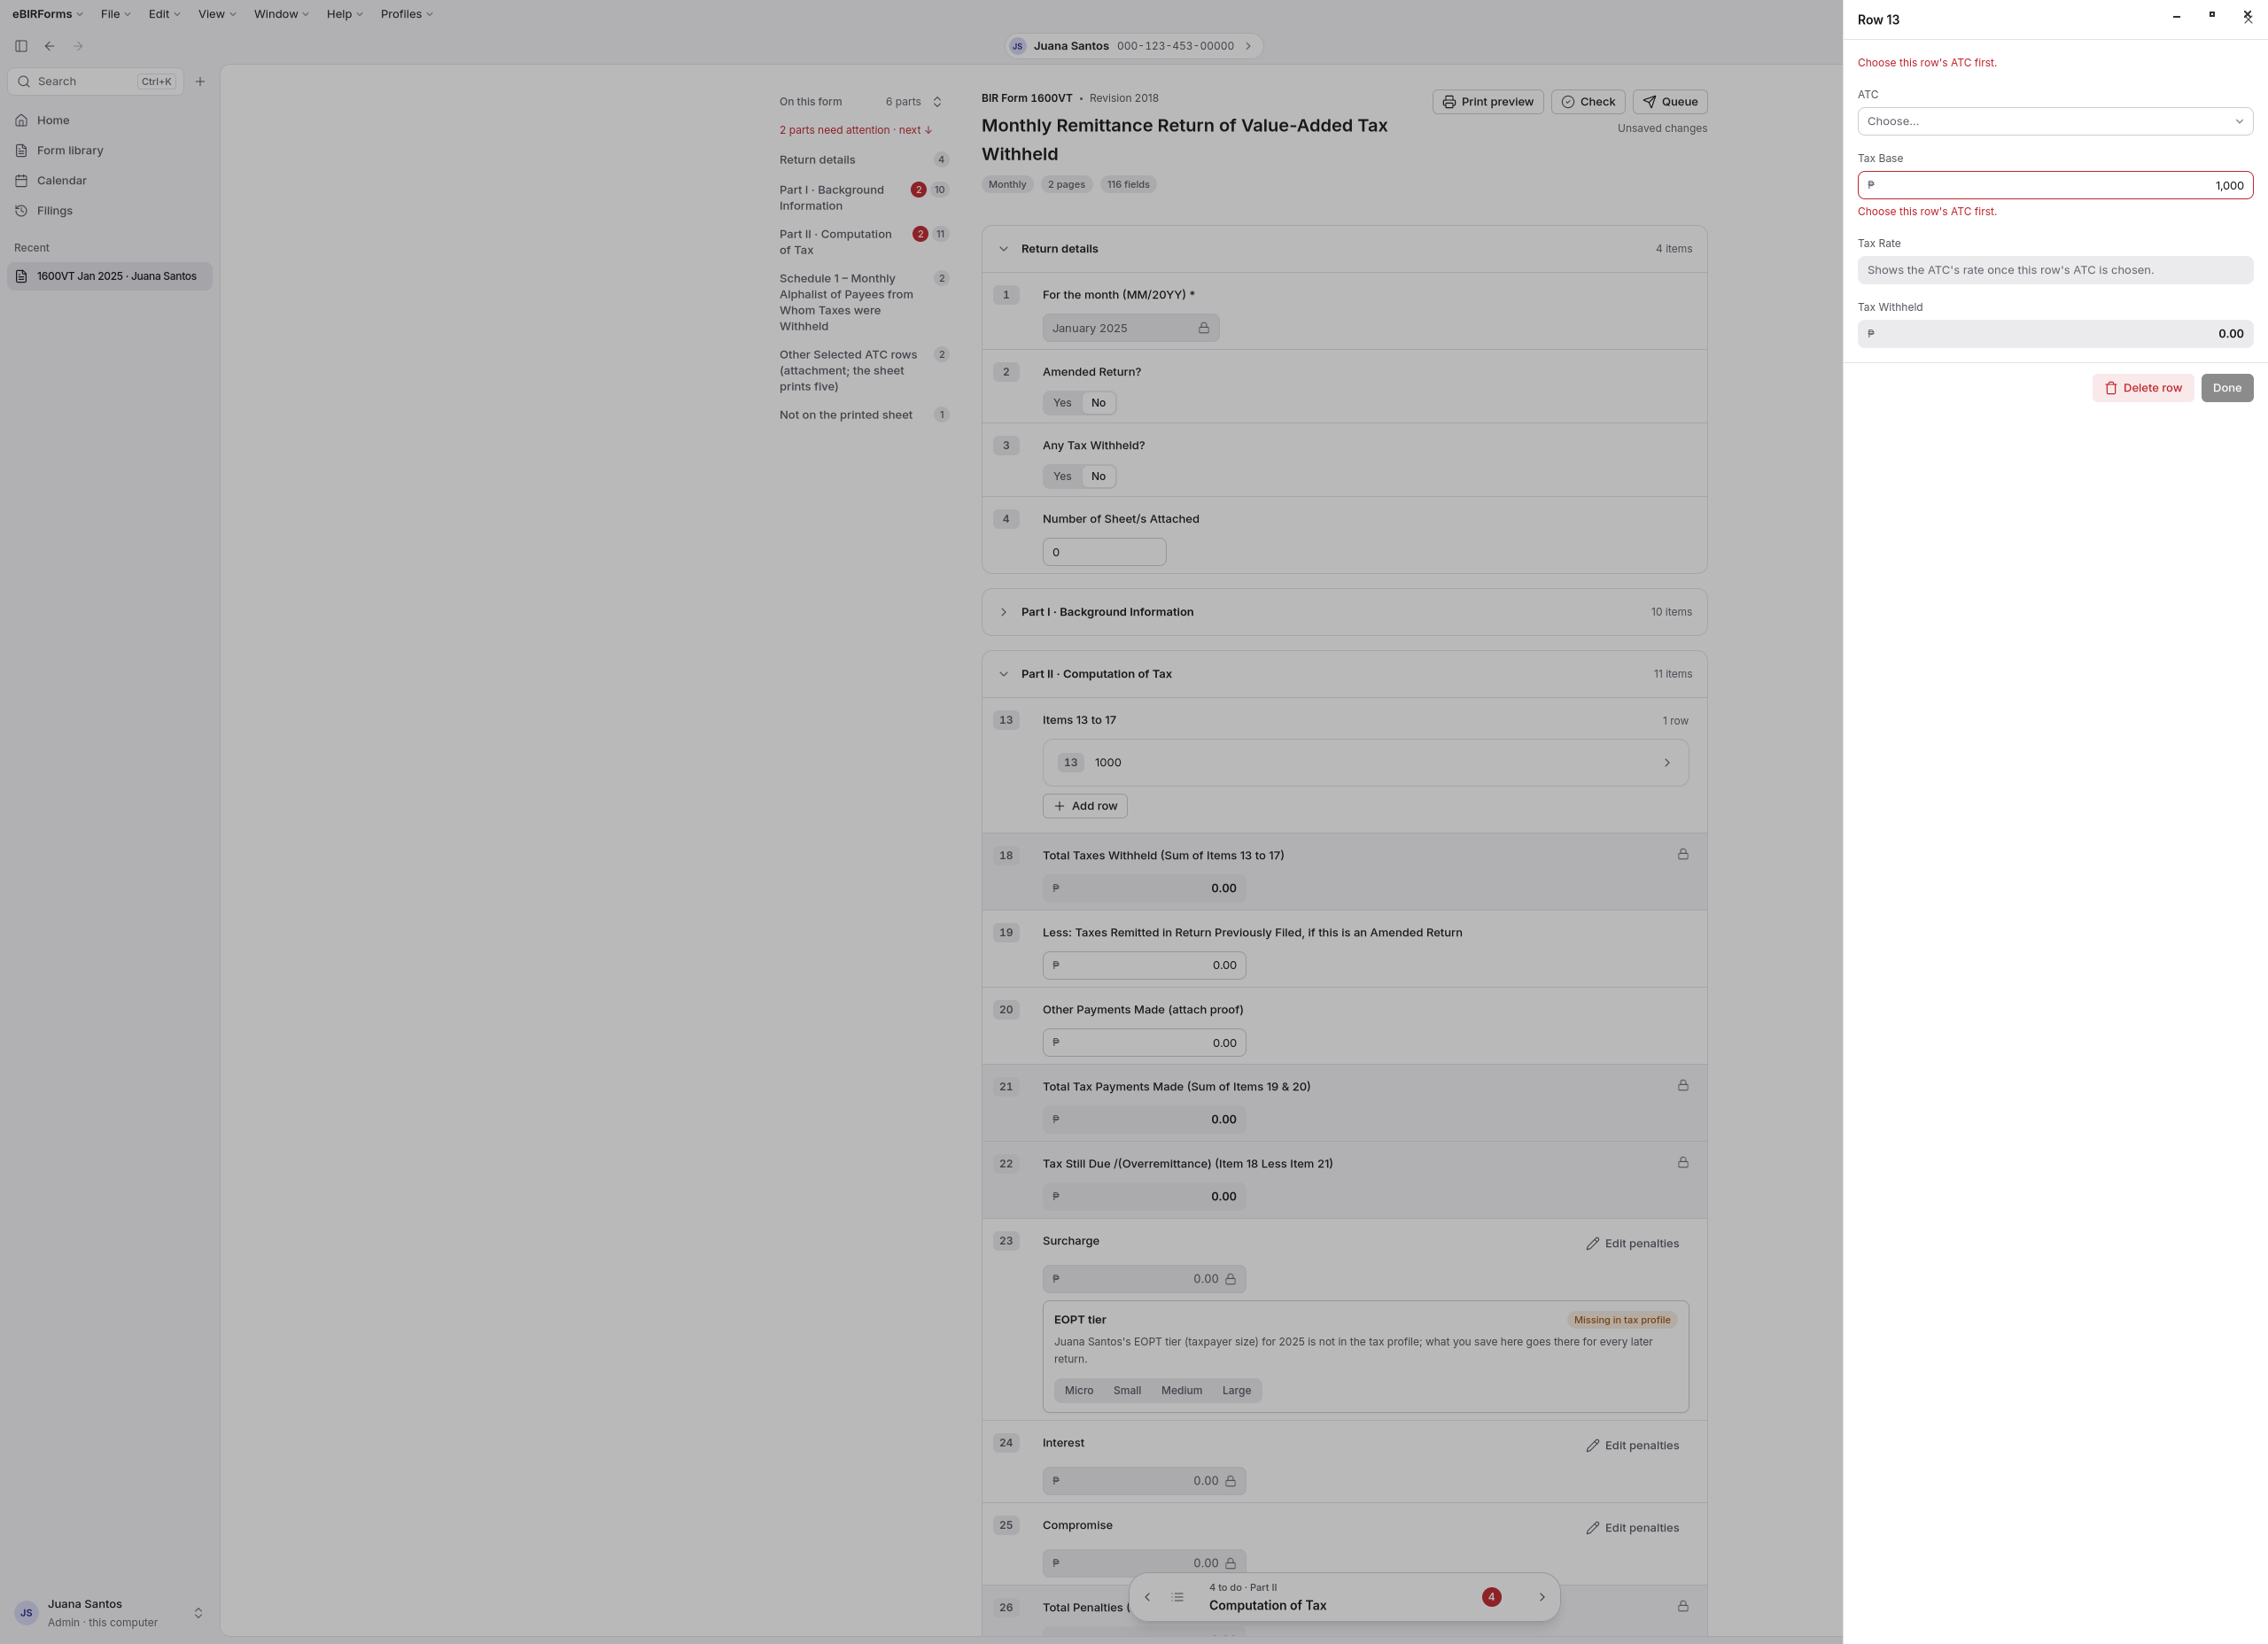 eBIRForms File Edit View Window Help Profiles
JS Juana Santos 000-123-453-00000
Search Ctrl+K
Home
Form library
Calendar
Filings
Recent
1600VT Jan 2025 · Juana Santos
JS Juana Santos
Admin · this computer
On this form 6 parts
2 parts need attention · next ↓
Return details 4
Part I · Background 2 10
Information
Part II · Computation 2 11
of Tax
Schedule 1 – Monthly 2
Alphalist of Payees from
Whom Taxes were
Withheld
Other Selected ATC rows 2
(attachment; the sheet
prints five)
Not on the printed sheet 1
BIR Form 1600VT • Revision 2018
Print preview Check Queue
Monthly Remittance Return of Value-Added Tax
Withheld
Unsaved changes
Monthly 2 pages 116 fields
Return details 4 items
1 For the month (MM/20YY) *
January 2025
2 Amended Return?
Yes No
3 Any Tax Withheld?
Yes No
4 Number of Sheet/s Attached
0
Part I · Background Information 10 items
Part II · Computation of Tax 11 items
13 Items 13 to 17 1 row
13 1000
Add row
18 Total Taxes Withheld (Sum of Items 13 to 17)
₱ 0.00
19 Less: Taxes Remitted in Return Previously Filed, if this is an Amended Return
₱ 0.00
20 Other Payments Made (attach proof)
₱ 0.00
21 Total Tax Payments Made (Sum of Items 19 & 20)
₱ 0.00
22 Tax Still Due /(Overremittance) (Item 18 Less Item 21)
₱ 0.00
23 Surcharge Edit penalties
₱ 0.00
EOPT tier Missing in tax profile
Juana Santos's EOPT tier (taxpayer size) for 2025 is not in the tax profile; what you save here goes there for every later
return.
Micro Small Medium Large
24 Interest Edit penalties
₱ 0.00
25 Compromise Edit penalties
₱ 0.00
26 Total Penalties (
4 to do · Part II
Computation of Tax 4
Row 13
Choose this row's ATC first.
ATC
Choose...
Tax Base
₱ 1,000
Choose this row's ATC first.
Tax Rate
Shows the ATC's rate once this row's ATC is chosen.
Tax Withheld
₱ 0.00
Delete row Done